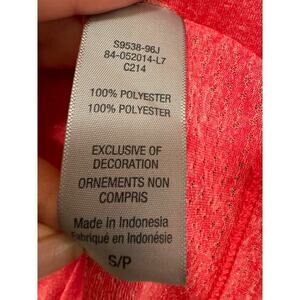 S9538-96J
84-052014-L7
C214
100% POLYESTER
100% POLYESTER
EXCLUSIVE OF
DECORATION
ORNEMENTS NON
COMPRIS
Made in Indonesia
Fabriqué en Indonésie
S/P